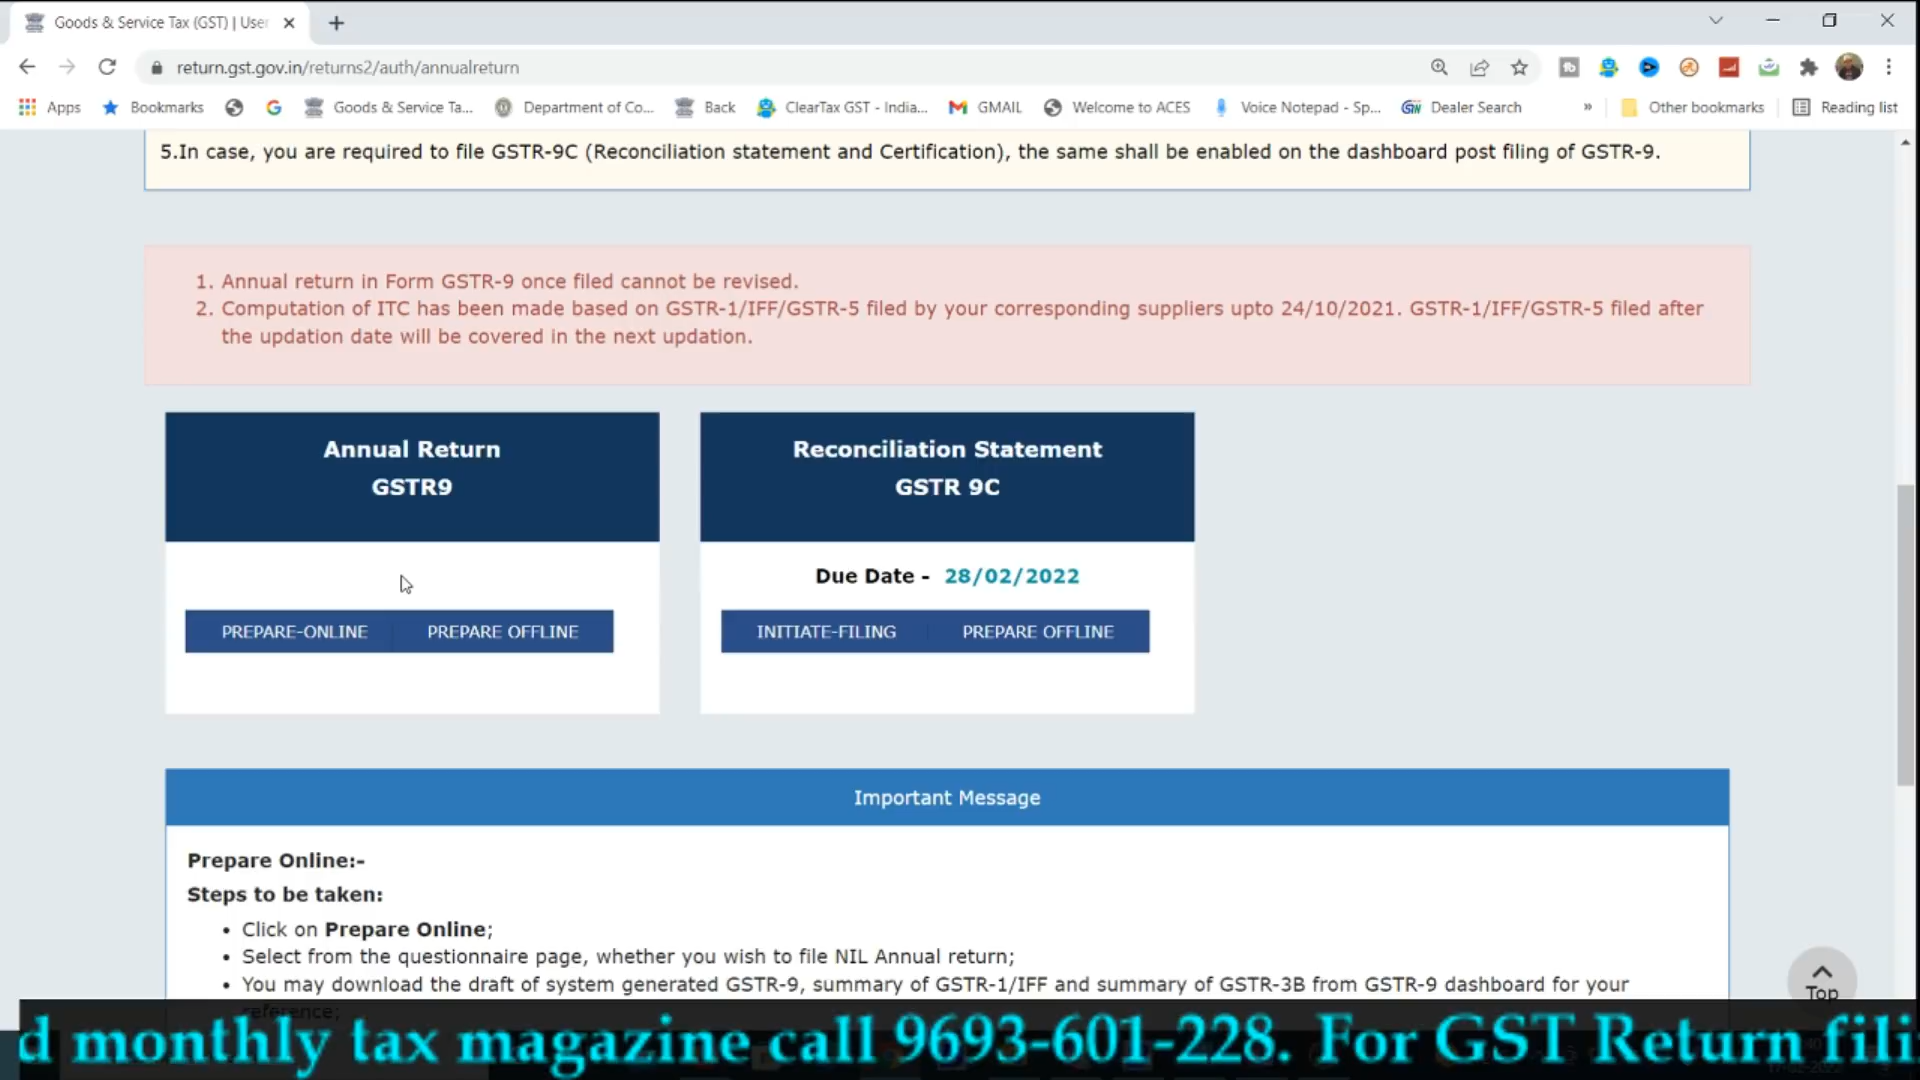 Goods & Service Tax (GST) | User
return.gst.gov.in/returns2/auth/annualreturn
Apps Bookmarks Goods & Service Ta... Department of Co... Back ClearTax GST - India... GMAIL Welcome to ACES Voice Notepad - Sp... Dealer Search » Other bookmarks Reading list
5.In case, you are required to file GSTR-9C (Reconciliation statement and Certification), the same shall be enabled on the dashboard post filing of GSTR-9.
1. Annual return in Form GSTR-9 once filed cannot be revised.
2. Computation of ITC has been made based on GSTR-1/IFF/GSTR-5 filed by your corresponding suppliers upto 24/10/2021. GSTR-1/IFF/GSTR-5 filed after
the updation date will be covered in the next updation.
Annual Return
GSTR9
PREPARE-ONLINE PREPARE OFFLINE
Reconciliation Statement
GSTR 9C
Due Date - 28/02/2022
INITIATE-FILING PREPARE OFFLINE
Important Message
Prepare Online:-
Steps to be taken:
• Click on Prepare Online;
• Select from the questionnaire page, whether you wish to file NIL Annual return;
• You may download the draft of system generated GSTR-9, summary of GSTR-1/IFF and summary of GSTR-3B from GSTR-9 dashboard for your
reference;
Top
d monthly tax magazine call 9693-601-228. For GST Return fili